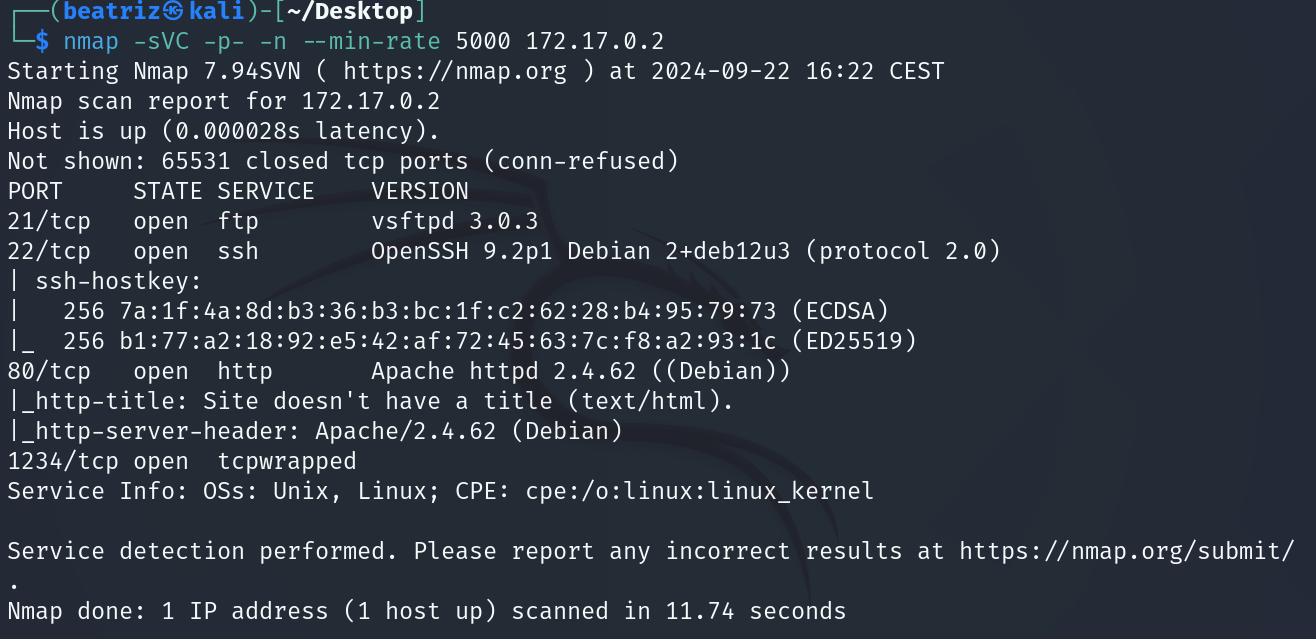 ┌──(beatriz㉿kali)-[~/Desktop]
└─$ nmap -sVC -p- -n --min-rate 5000 172.17.0.2
Starting Nmap 7.94SVN ( https://nmap.org ) at 2024-09-22 16:22 CEST
Nmap scan report for 172.17.0.2
Host is up (0.000028s latency).
Not shown: 65531 closed tcp ports (conn-refused)
PORT     STATE SERVICE    VERSION
21/tcp   open  ftp        vsftpd 3.0.3
22/tcp   open  ssh        OpenSSH 9.2p1 Debian 2+deb12u3 (protocol 2.0)
| ssh-hostkey:
|   256 7a:1f:4a:8d:b3:36:b3:bc:1f:c2:62:28:b4:95:79:73 (ECDSA)
|_  256 b1:77:a2:18:92:e5:42:af:72:45:63:7c:f8:a2:93:1c (ED25519)
80/tcp   open  http       Apache httpd 2.4.62 ((Debian))
|_http-title: Site doesn't have a title (text/html).
|_http-server-header: Apache/2.4.62 (Debian)
1234/tcp open  tcpwrapped
Service Info: OSs: Unix, Linux; CPE: cpe:/o:linux:linux_kernel

Service detection performed. Please report any incorrect results at https://nmap.org/submit/
.
Nmap done: 1 IP address (1 host up) scanned in 11.74 seconds